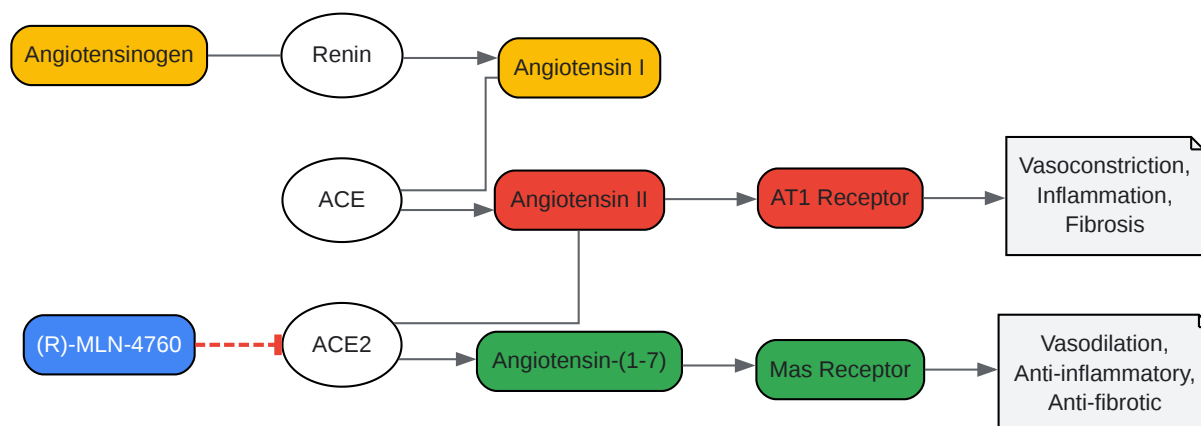 Angiotensinogen
Renin
Angiotensin I
ACE
Angiotensin II
AT1 Receptor
Vasoconstriction,
Inflammation,
Fibrosis
(R)-MLN-4760
ACE2
Angiotensin-(1-7)
Mas Receptor
Vasodilation,
Anti-inflammatory,
Anti-fibrotic